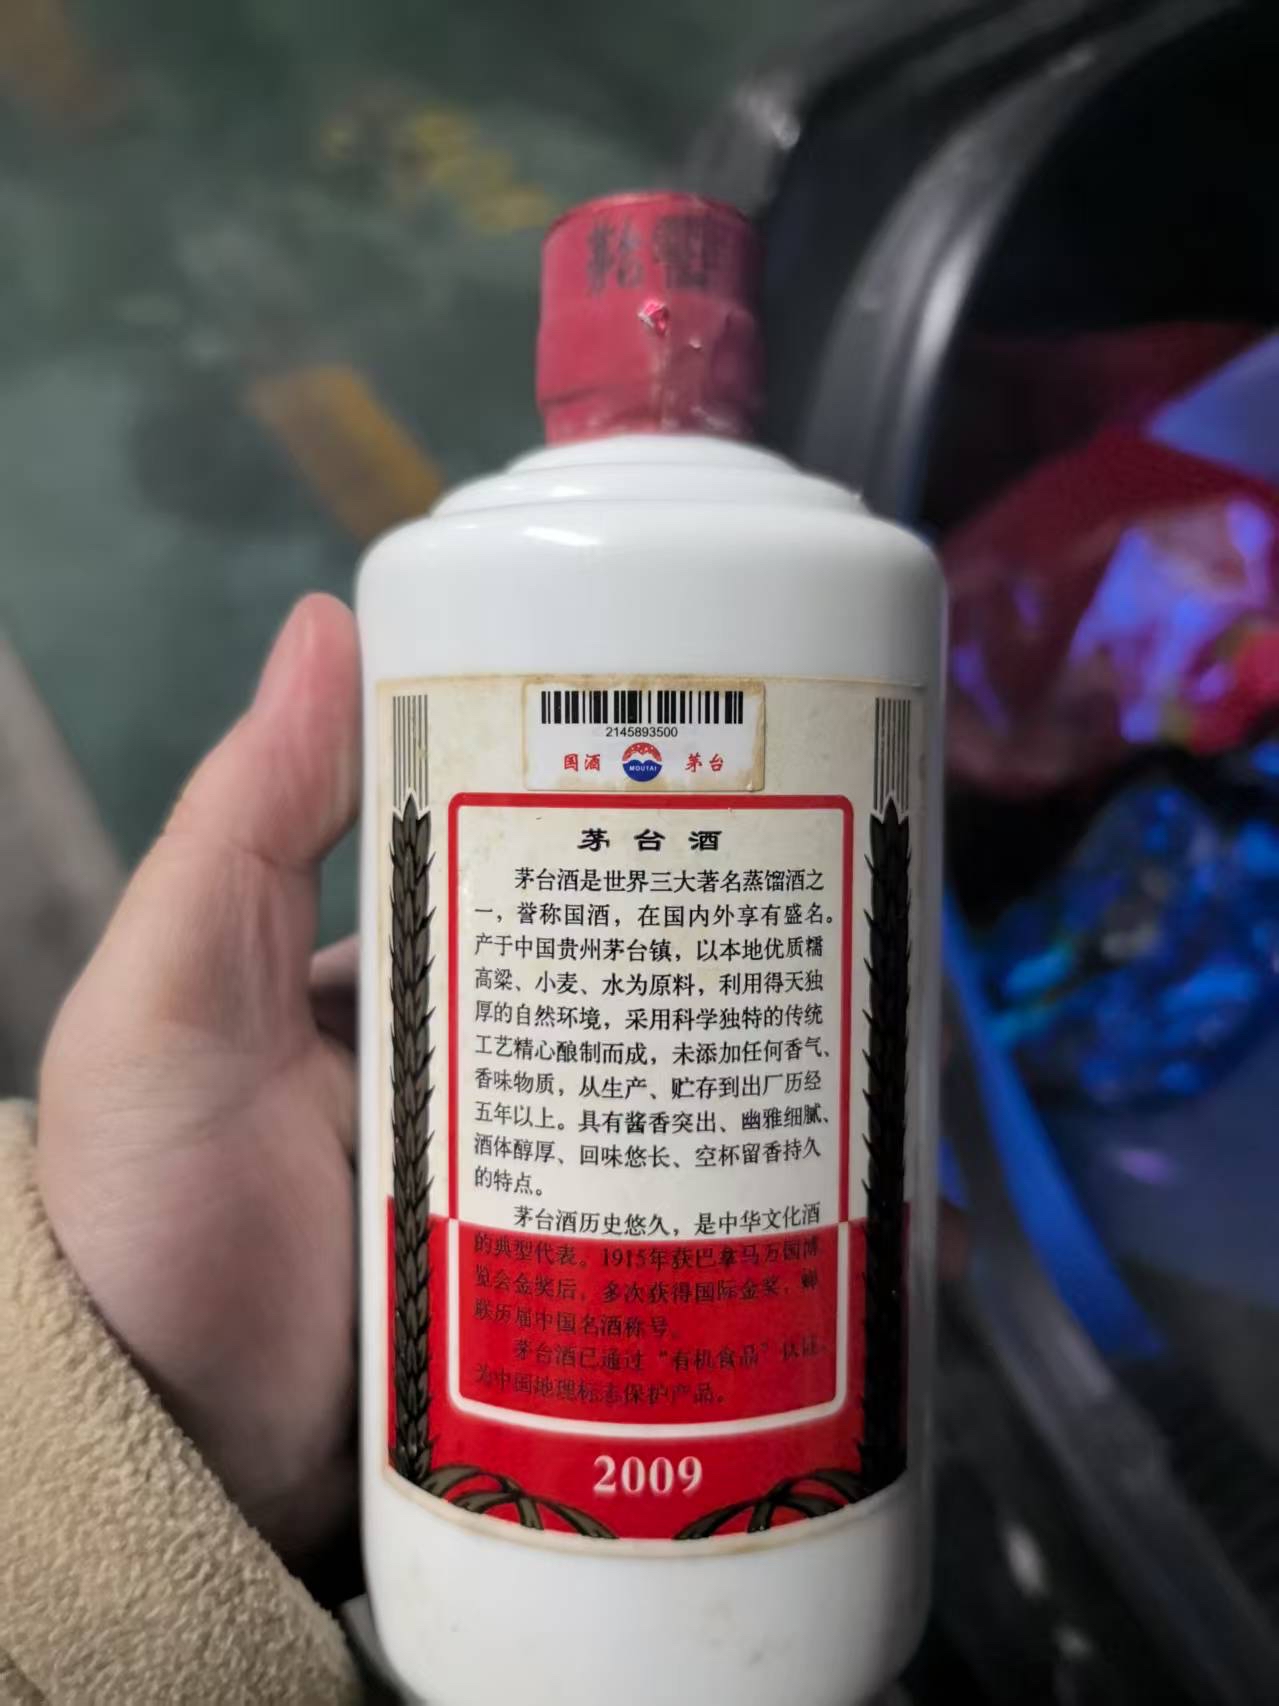 茅台
2145893500
国酒 MOUTAI 茅台
茅台酒
茅台酒是世界三大著名蒸馏酒之
一，誉称国酒，在国内外享有盛名。
产于中国贵州茅台镇，以本地优质糯
高粱、小麦、水为原料，利用得天独
厚的自然环境，采用科学独特的传统
工艺精心酿制而成，未添加任何香气、
香味物质，从生产、贮存到出厂历经
五年以上。具有酱香突出、幽雅细腻、
酒体醇厚、回味悠长、空杯留香持久
的特点。
茅台酒历史悠久，是中华文化酒
的典型代表。1915年获巴拿马万国博
览会金奖后，多次获得国际金奖，蝉
联历届中国名酒称号。
茅台酒已通过“有机食品”认证，
为中国地理标志保护产品。
2009